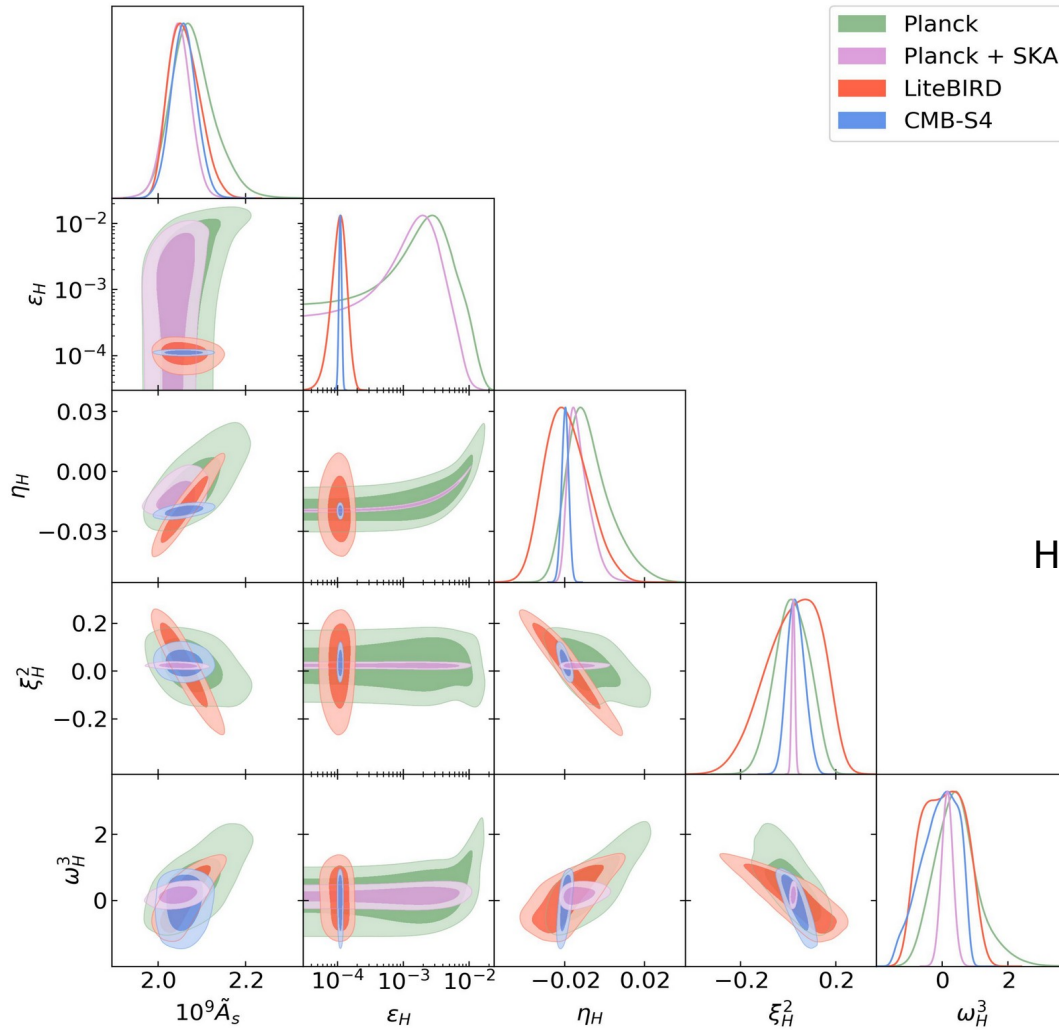 Planck
Planck + SKA
LiteBIRD
CMB-S4
10⁻²
10⁻³
10⁻⁴
ε_H
0.03
0.00
−0.03
η_H
H
0.2
0.0
−0.2
ξ²_H
2
0
ω³_H
2.0 2.2 10⁻⁴ 10⁻³ 10⁻² −0.02 0.02 −0.2 0.2 0 2
10⁹Ã_s ε_H η_H ξ²_H ω³_H